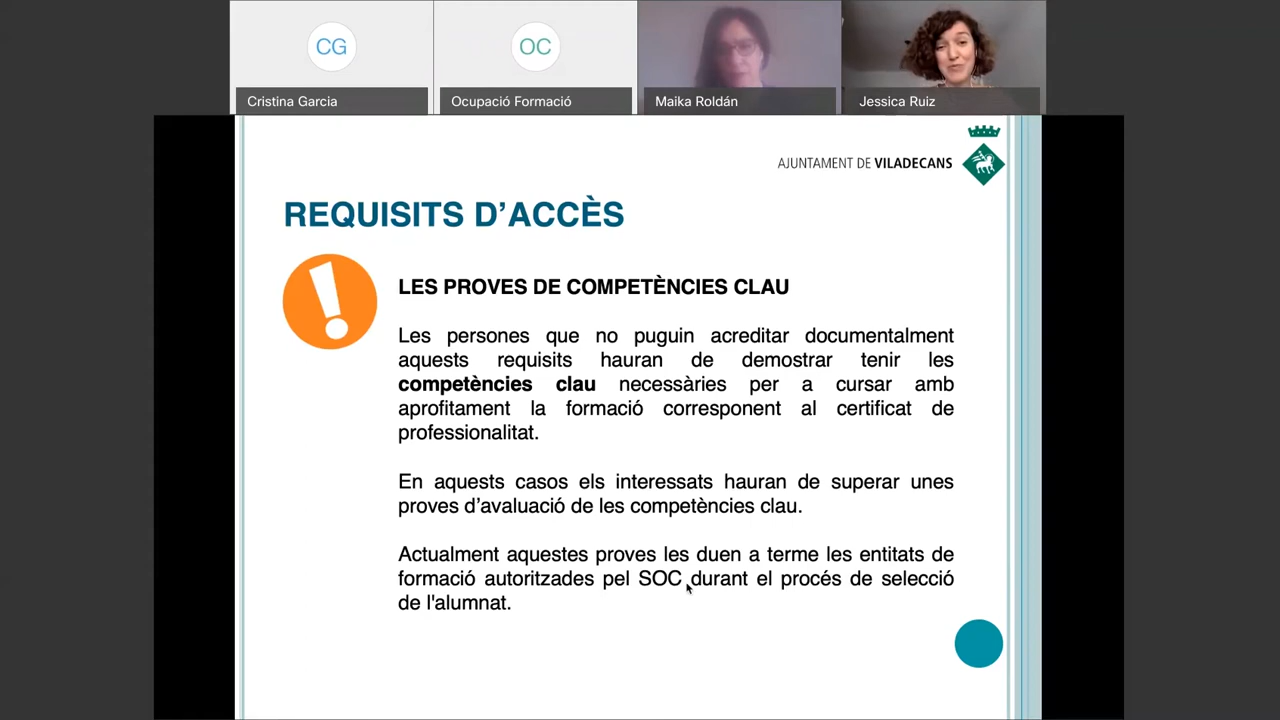 CG
OC
Cristina Garcia
Ocupació Formació
Maika Roldán
Jessica Ruiz
AJUNTAMENT DE VILADECANS
REQUISITS D’ACCÈS
LES PROVES DE COMPETÈNCIES CLAU
Les persones que no puguin acreditar documentalment
aquests requisits hauran de demostrar tenir les
competències clau necessàries per a cursar amb
aprofitament la formació corresponent al certificat de
professionalitat.
En aquests casos els interessats hauran de superar unes
proves d’avaluació de les competències clau.
Actualment aquestes proves les duen a terme les entitats de
formació autoritzades pel SOC durant el procés de selecció
de l'alumnat.